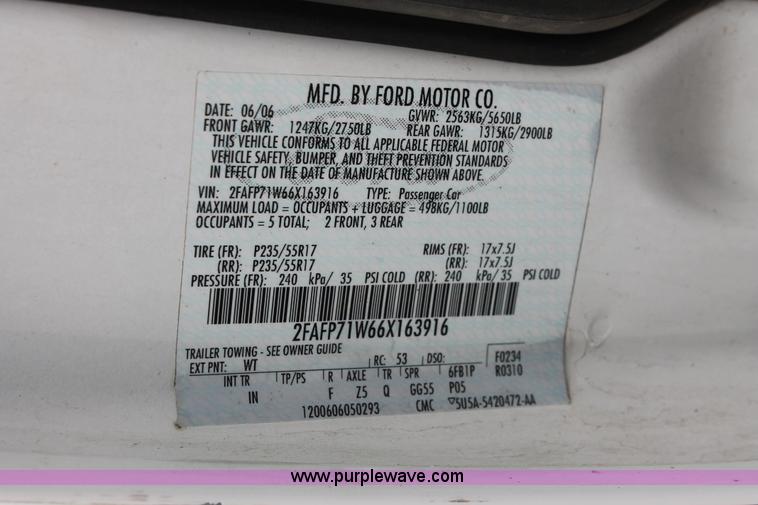 MFD. BY FORD MOTOR CO.
DATE: 06/06 GVWR: 2563KG/5650LB
FRONT GAWR: 1247KG/2750LB REAR GAWR: 1315KG/2900LB
THIS VEHICLE CONFORMS TO ALL APPLICABLE FEDERAL MOTOR
VEHICLE SAFETY, BUMPER, AND THEFT PREVENTION STANDARDS
IN EFFECT ON THE DATE OF MANUFACTURE SHOWN ABOVE.
VIN: 2FAFP71W66X163916 TYPE: Passenger Car
MAXIMUM LOAD = OCCUPANTS + LUGGAGE = 498KG/1100LB
OCCUPANTS = 5 TOTAL; 2 FRONT, 3 REAR
TIRE (FR): P235/55R17 RIMS (FR): 17x7.5J
(RR): P235/55R17 (RR): 17x7.5J
PRESSURE (FR): 240 kPa/ 35 PSI COLD (RR): 240 kPa/ 35 PSI COLD
2FAFP71W66X163916
TRAILER TOWING - SEE OWNER GUIDE
EXT PNT: WT RC: 53 DSO: F0234
INT TR TP/PS R AXLE TR SPR 6FB1P R0310
IN F Z5 Q GG55 P05
1200606050293 CMC 5U5A-5420472-AA
www.purplewave.com